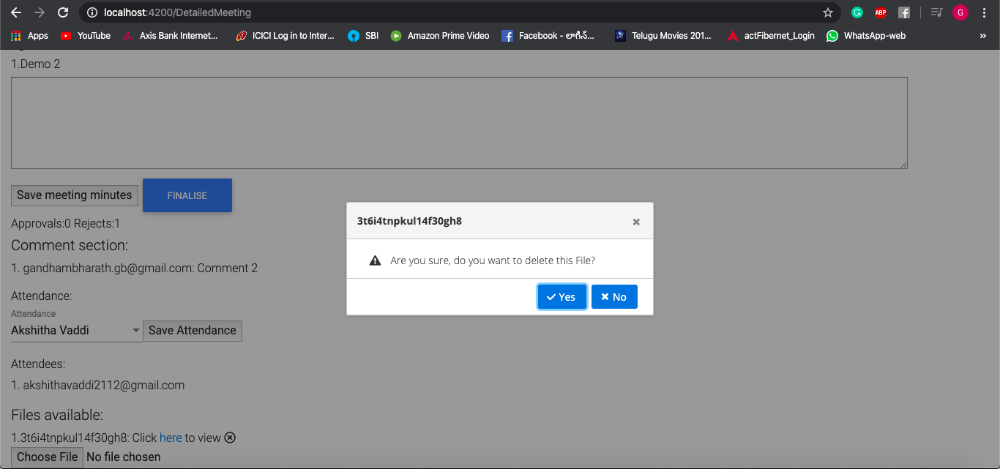 localhost:4200/DetailedMeeting
ABP
G
Apps YouTube Axis Bank Internet... ICICI Log in to Inter... SBI Amazon Prime Video Facebook - లాగిన్... Telugu Movies 201... actFibernet_Login WhatsApp-web »
1.Demo 2
Save meeting minutes FINALISE
Approvals:0 Rejects:1
Comment section:
1. gandhambharath.gb@gmail.com: Comment 2
Attendance:
Attendance
Akshitha Vaddi Save Attendance
Attendees:
1. akshithavaddi2112@gmail.com
Files available:
1.3t6i4tnpkul14f30gh8: Click here to view
Choose File No file chosen
3t6i4tnpkul14f30gh8
Are you sure, do you want to delete this File?
Yes No